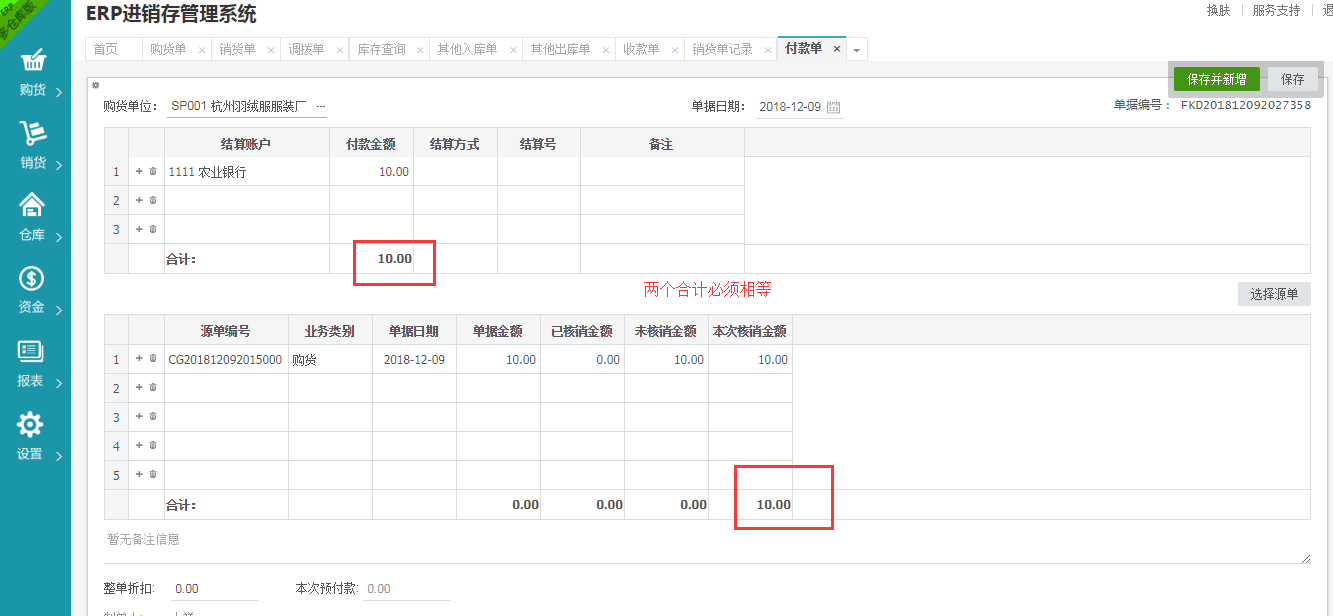 ERP
多仓库版
ERP进销存管理系统
换肤 服务支持 退
首页 购货单 × 销货单 × 调拨单 × 库存查询 × 其他入库单 × 其他出库单 × 收款单 × 销货单记录 × 付款单 ×
购货
销货
仓库
资金
报表
设置
保存并新增 保存
购货单位: SP001 杭州羽绒服服装厂 ... 单据日期: 2018-12-09 单据编号: FKD201812092027358
结算账户 付款金额 结算方式 结算号 备注
1 + 1111 农业银行 10.00
2 +
3 +
合计: 10.00
两个合计必须相等
选择源单
源单编号 业务类别 单据日期 单据金额 已核销金额 未核销金额 本次核销金额
1 + CG201812092015000 购货 2018-12-09 10.00 0.00 10.00 10.00
2 +
3 +
4 +
5 +
合计: 0.00 0.00 0.00 10.00
暂无备注信息
整单折扣: 0.00 本次预付款: 0.00